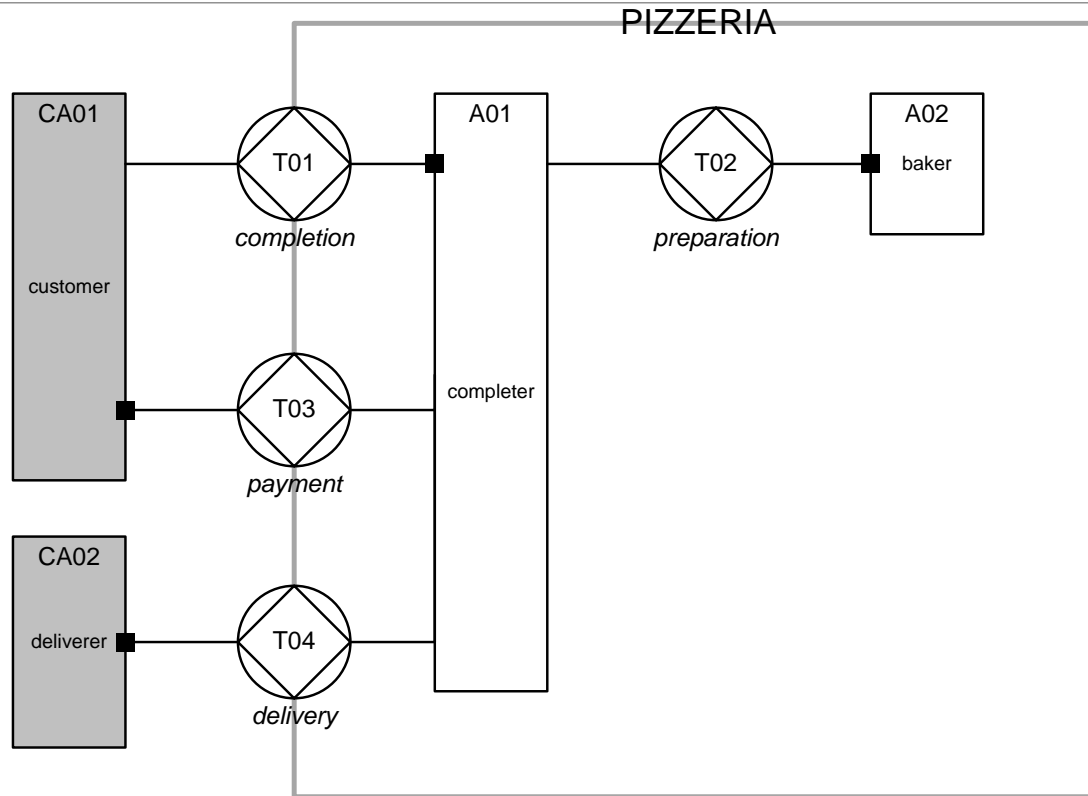 PIZZERIA
CA01
customer
T01
completion
A01
completer
T02
preparation
A02
baker
T03
payment
CA02
deliverer
T04
delivery